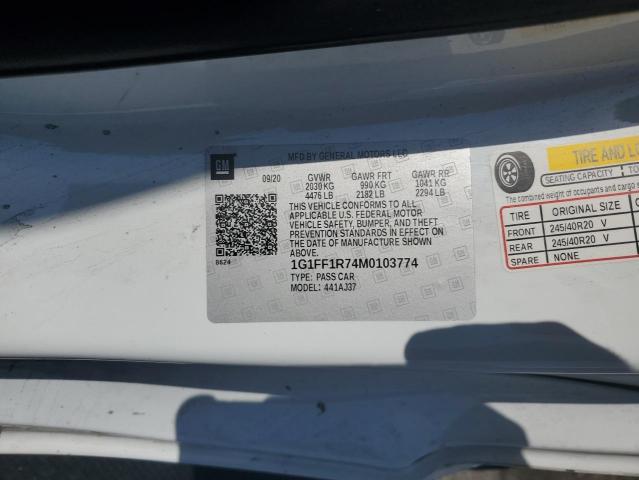 GM
MFD BY GENERAL MOTORS LLC
09/20 GVWR GAWR FRT GAWR RR
2030 KG 990 KG 1041 KG
4476 LB 2182 LB 2294 LB
THIS VEHICLE CONFORMS TO ALL
APPLICABLE U.S. FEDERAL MOTOR
VEHICLE SAFETY, BUMPER, AND THEFT
PREVENTION STANDARDS IN EFFECT ON
THE DATE OF MANUFACTURE SHOWN
ABOVE.
8624
1G1FF1R74M0103774
TYPE: PASS CAR
MODEL: 441AJ37
TIRE AND
SEATING CAPACITY
The combined weight of occupants and cargo
TIRE ORIGINAL SIZE
FRONT 245/40R20 V
REAR 245/40R20 V
SPARE NONE